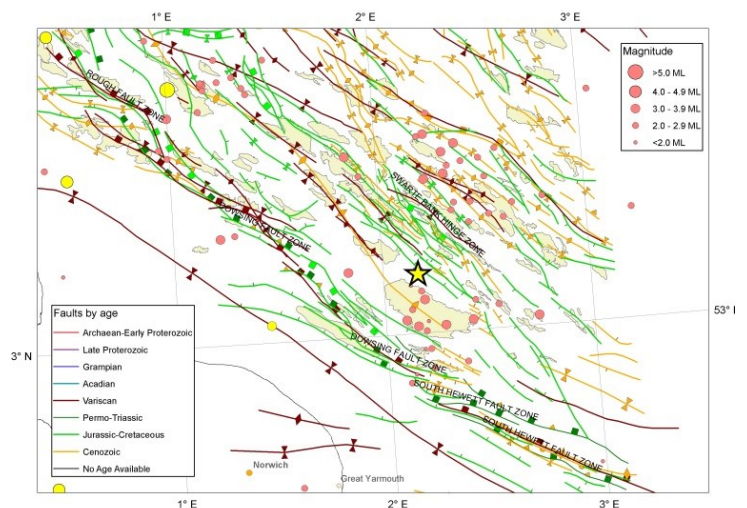 1° E
2° E
3° E
Magnitude
>5.0 ML
4.0 - 4.9 ML
3.0 - 3.9 ML
2.0 - 2.9 ML
<2.0 ML
ROUGH FAULT ZONE
SWARTE BANK HINGE ZONE
DOWSING FAULT ZONE
53° N
Faults by age
Archaean-Early Proterozoic
Late Proterozoic
Grampian
Acadian
Variscan
Permo-Triassic
Jurassic-Cretaceous
Cenozoic
No Age Available
3° N
DOWSING FAULT ZONE
SOUTH HEWETT FAULT ZONE
SOUTH HEWETT FAULT ZONE
Norwich
Great Yarmouth
1° E
2° E
3° E